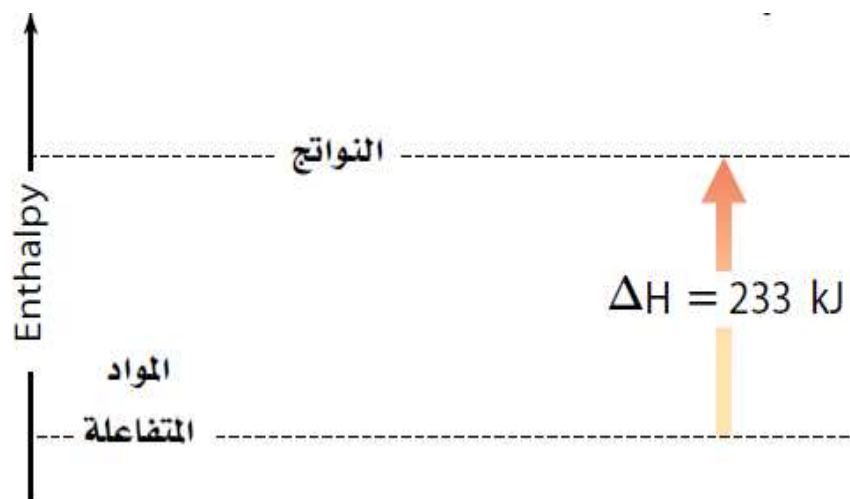 النواتج
Enthalpy
ΔH = 233 kJ
المواد
المتفاعلة